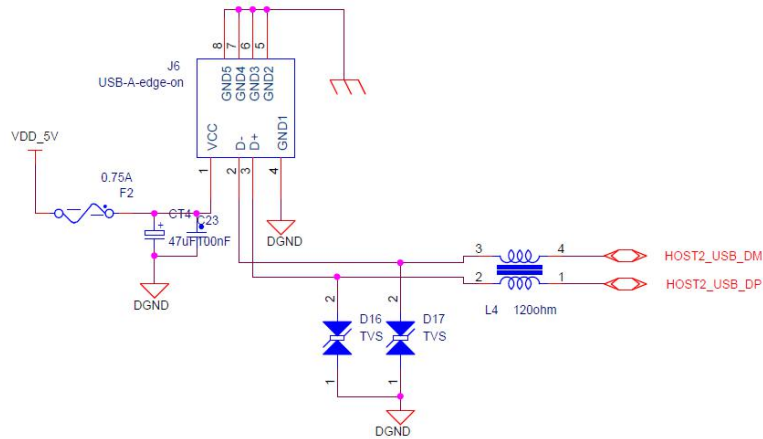 8 7 6 5
J6
USB-A-edge-on
GND5 GND4 GND3 GND2
VCC D- D+ GND1
VDD_5V
1 2 3 4
0.75A
F2
CT4 C23
47uF 100nF
DGND
DGND
3 4 HOST2_USB_DM
2 1 HOST2_USB_DP
L4 120ohm
2 2
D16 D17
TVS TVS
1 1
DGND